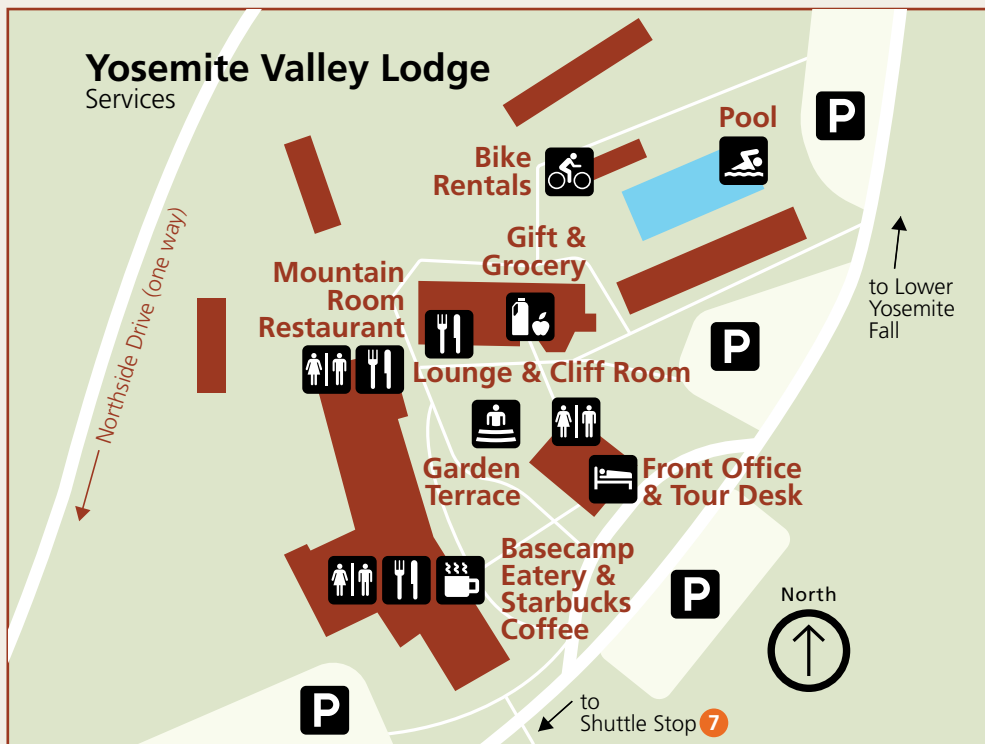 Yosemite Valley Lodge
Services
P
Pool
Bike
Rentals
Northside Drive (one way)
Gift &
Grocery
Mountain
Room
Restaurant
to Lower
Yosemite
Fall
P
Lounge & Cliff Room
Garden
Terrace
Front Office
& Tour Desk
Basecamp
Eatery &
Starbucks
Coffee
P
North
P
to
Shuttle Stop 7